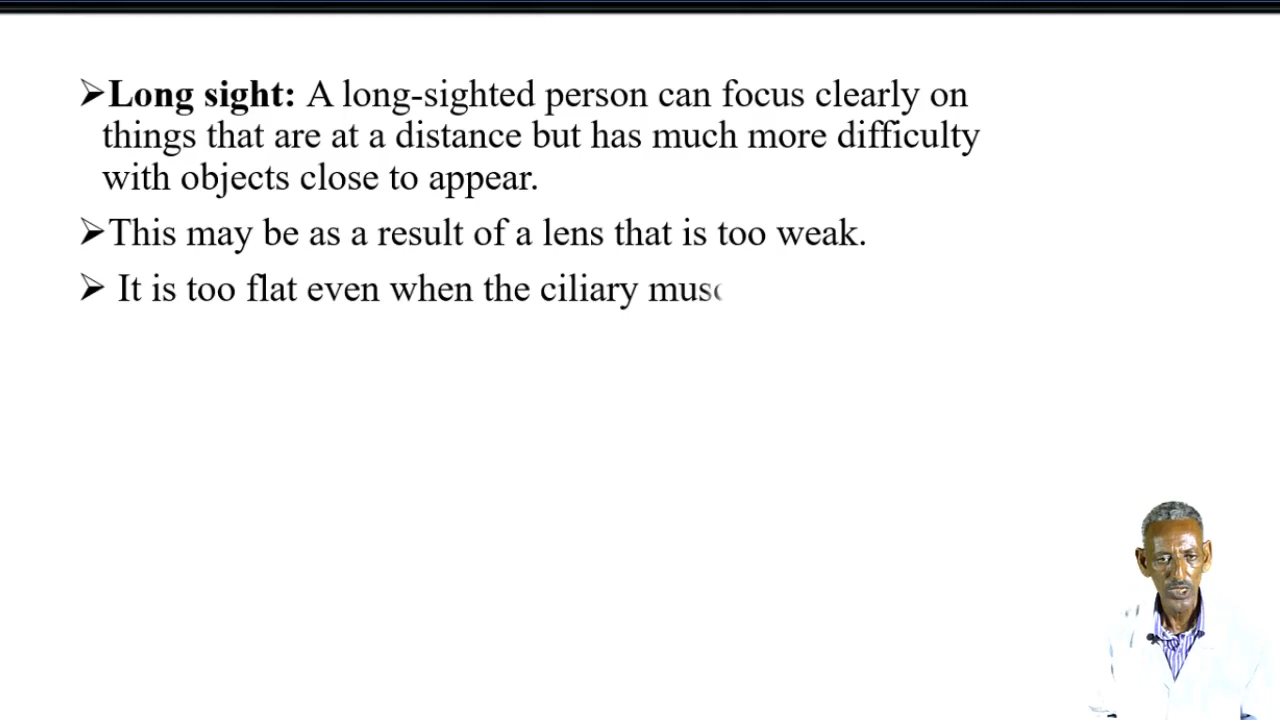 ➢Long sight: A long-sighted person can focus clearly on
things that are at a distance but has much more difficulty
with objects close to appear.
➢This may be as a result of a lens that is too weak.
➢ It is too flat even when the ciliary